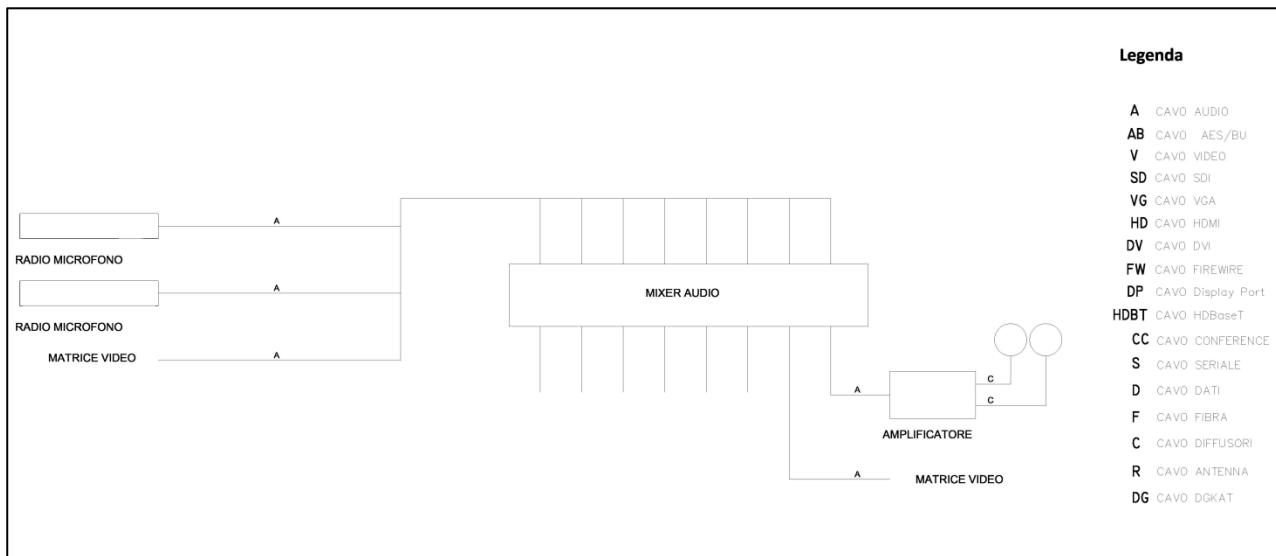 Legenda
A CAVO AUDIO
AB CAVO AES/BU
V CAVO VIDEO
SD CAVO SDI
VG CAVO VGA
HD CAVO HDMI
DV CAVO DVI
FW CAVO FIREWIRE
DP CAVO Display Port
HDBT CAVO HDBaseT
CC CAVO CONFERENCE
S CAVO SERIALE
D CAVO DATI
F CAVO FIBRA
C CAVO DIFFUSORI
R CAVO ANTENNA
DG CAVO DGKAT
A
RADIO MICROFONO
A
RADIO MICROFONO
MATRICE VIDEO
A
MIXER AUDIO
A
C
C
AMPLIFICATORE
A
MATRICE VIDEO